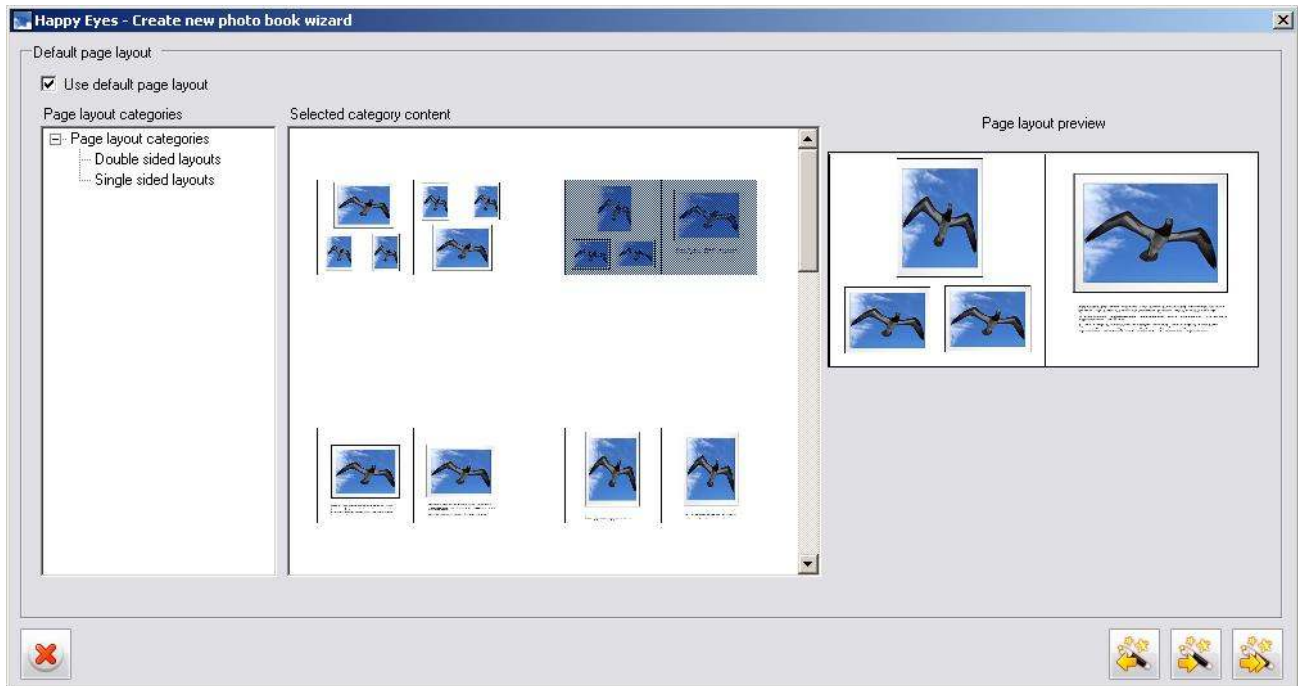 Happy Eyes - Create new photo book wizard
Default page layout
Use default page layout
Page layout categories
Selected category content
Page layout preview
Page layout categories
Double sided layouts
Single sided layouts